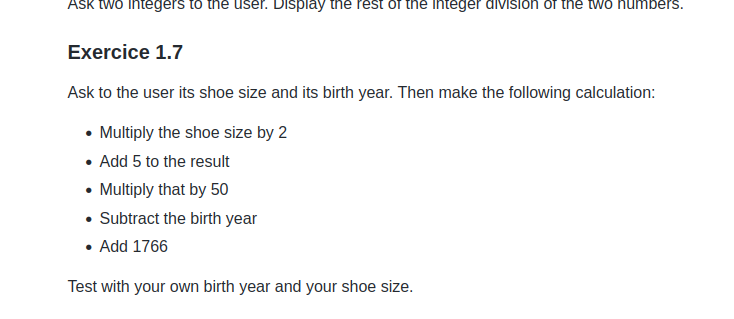 Ask two integers to the user. Display the rest of the integer division of the two numbers.
Exercice 1.7
Ask to the user its shoe size and its birth year. Then make the following calculation:
• Multiply the shoe size by 2
• Add 5 to the result
• Multiply that by 50
• Subtract the birth year
• Add 1766
Test with your own birth year and your shoe size.